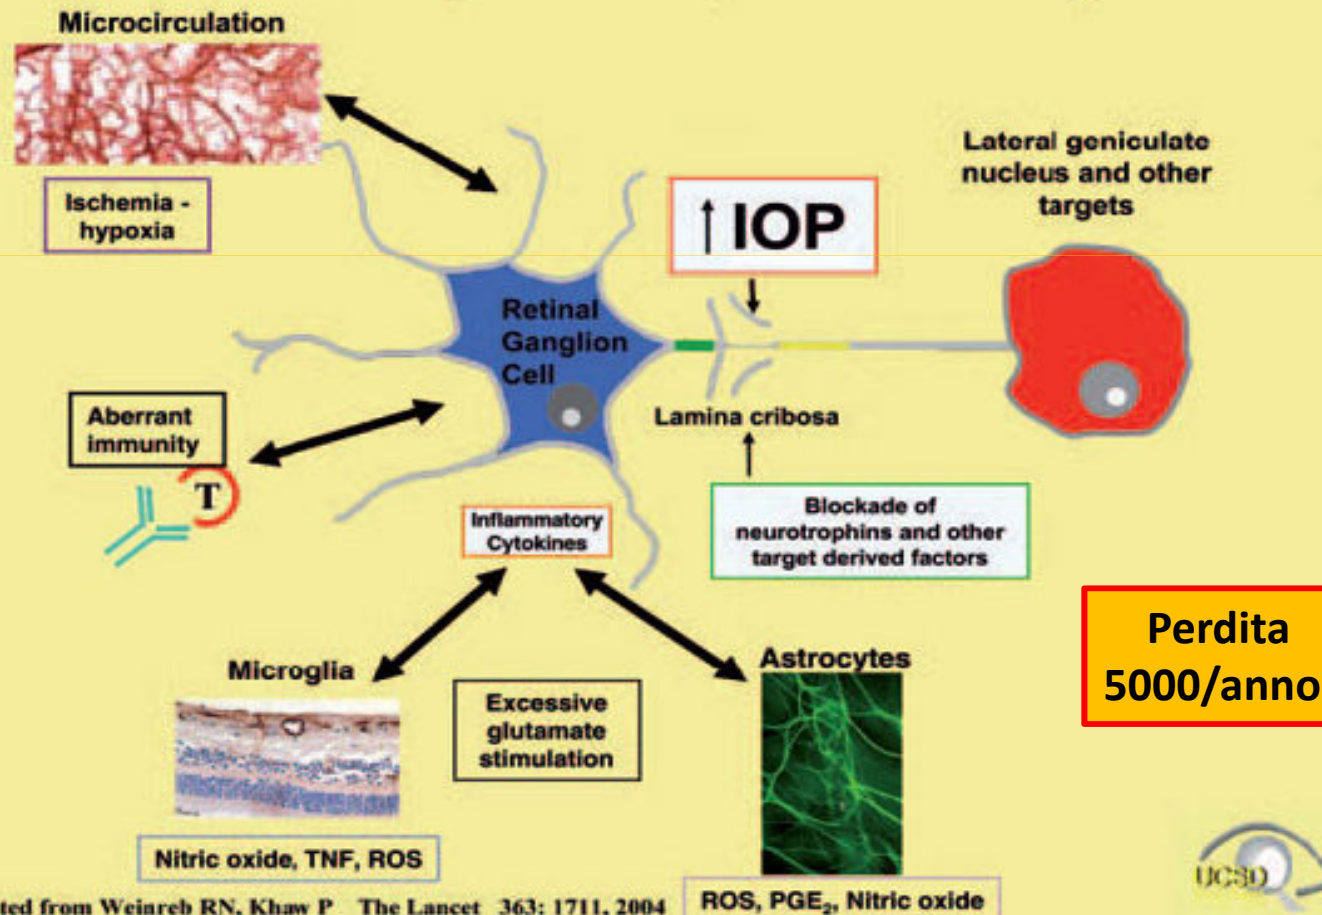 Microcirculation
Ischemia -
hypoxia
Lateral geniculate
nucleus and other
targets
↑ IOP
Retinal
Ganglion
Cell
Lamina cribosa
Aberrant
immunity
T
Inflammatory
Cytokines
Blockade of
neurotrophins and other
target derived factors
Perdita
5000/anno
Microglia
Excessive
glutamate
stimulation
Astrocytes
Nitric oxide, TNF, ROS
ROS, PGE₂, Nitric oxide
ted from Weinreb RN, Khaw P The Lancet 363: 1711, 2004
UCSD